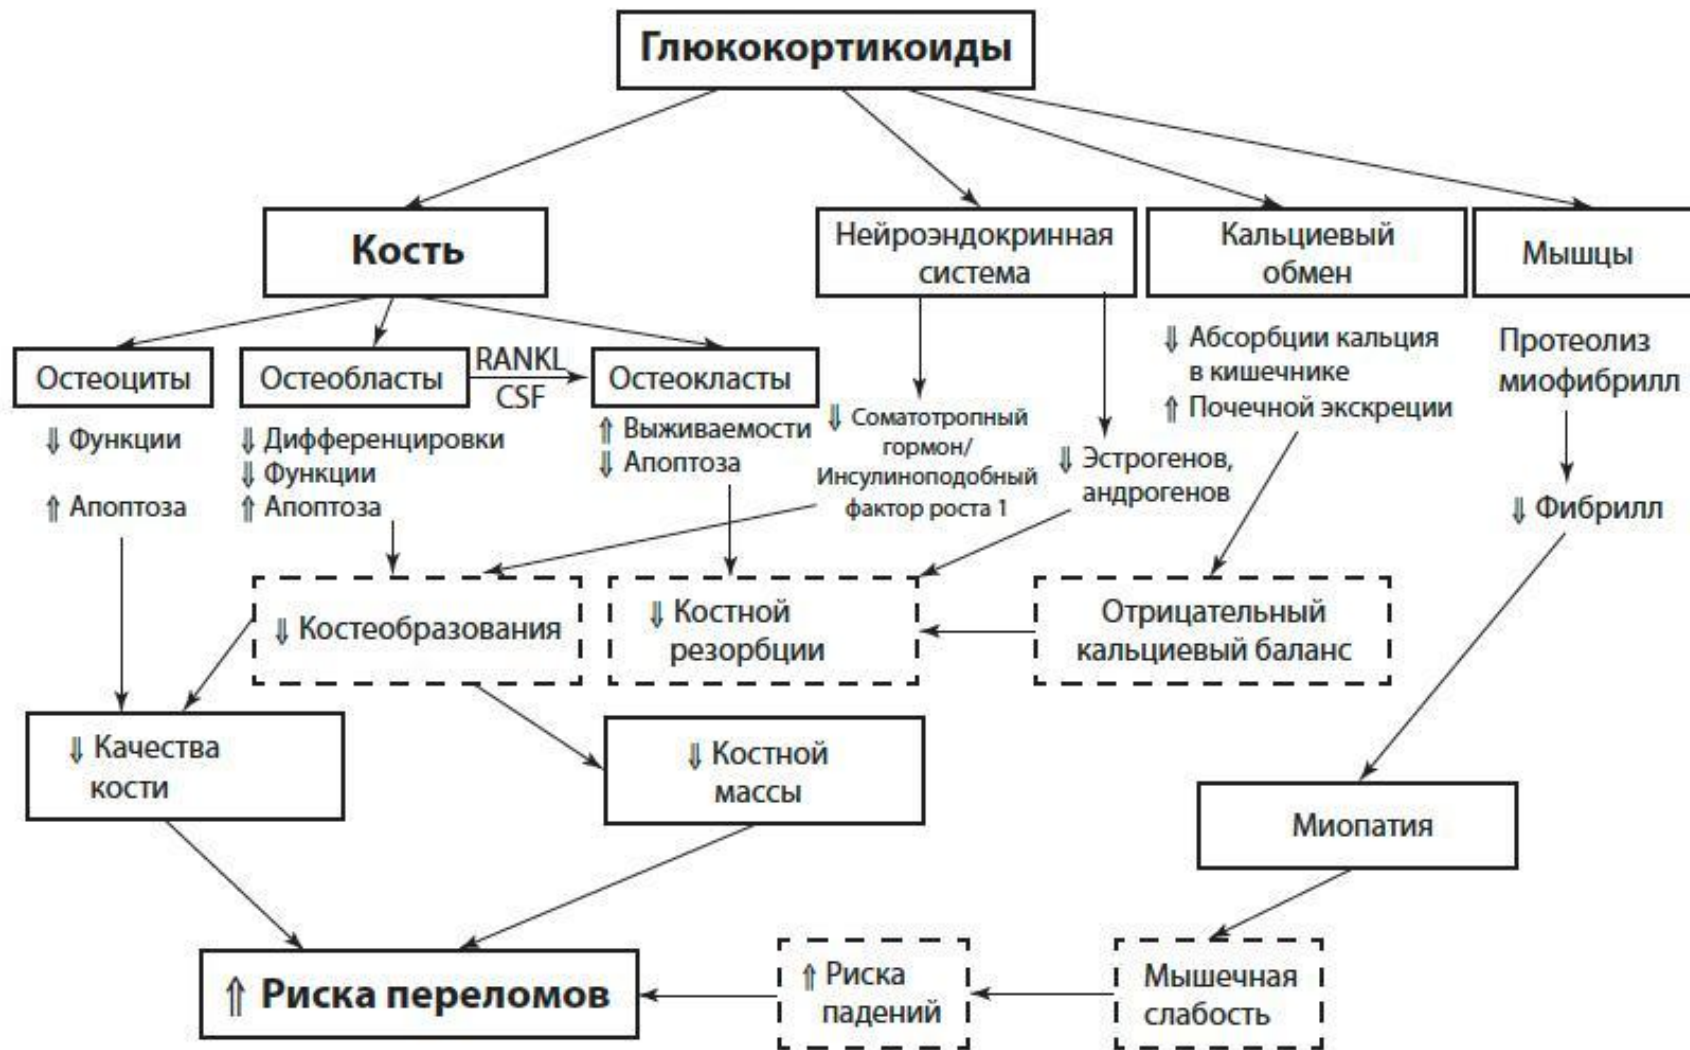 Глюкокортикоиды
Кость
Нейроэндокринная
система
Кальциевый
обмен
Мышцы
Остеоциты
Остеобласты
RANKL
CSF
Остеокласты
⇓ Функции
⇑ Апоптоза
⇓ Дифференцировки
⇓ Функции
⇑ Апоптоза
⇑ Выживаемости
⇓ Апоптоза
⇓ Соматотропный
гормон/
Инсулиноподобный
фактор роста 1
⇓ Эстрогенов,
андрогенов
⇓ Абсорбции кальция
в кишечнике
⇑ Почечной экскреции
Протеолиз
миофибрилл
⇓ Фибрилл
⇓ Костеобразования
⇓ Костной
резорбции
Отрицательный
кальциевый баланс
⇓ Качества
кости
⇓ Костной
массы
Миопатия
⇑ Риска переломов
⇑ Риска
падений
Мышечная
слабость